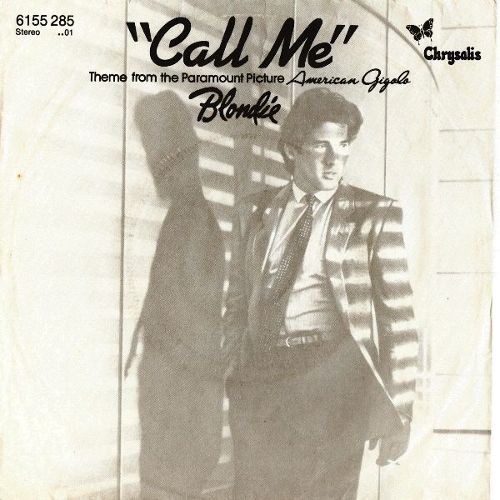 6155 285
Stereo ..01
"Call Me"
Chrysalis
Theme from the Paramount Picture American Gigolo
Blondie